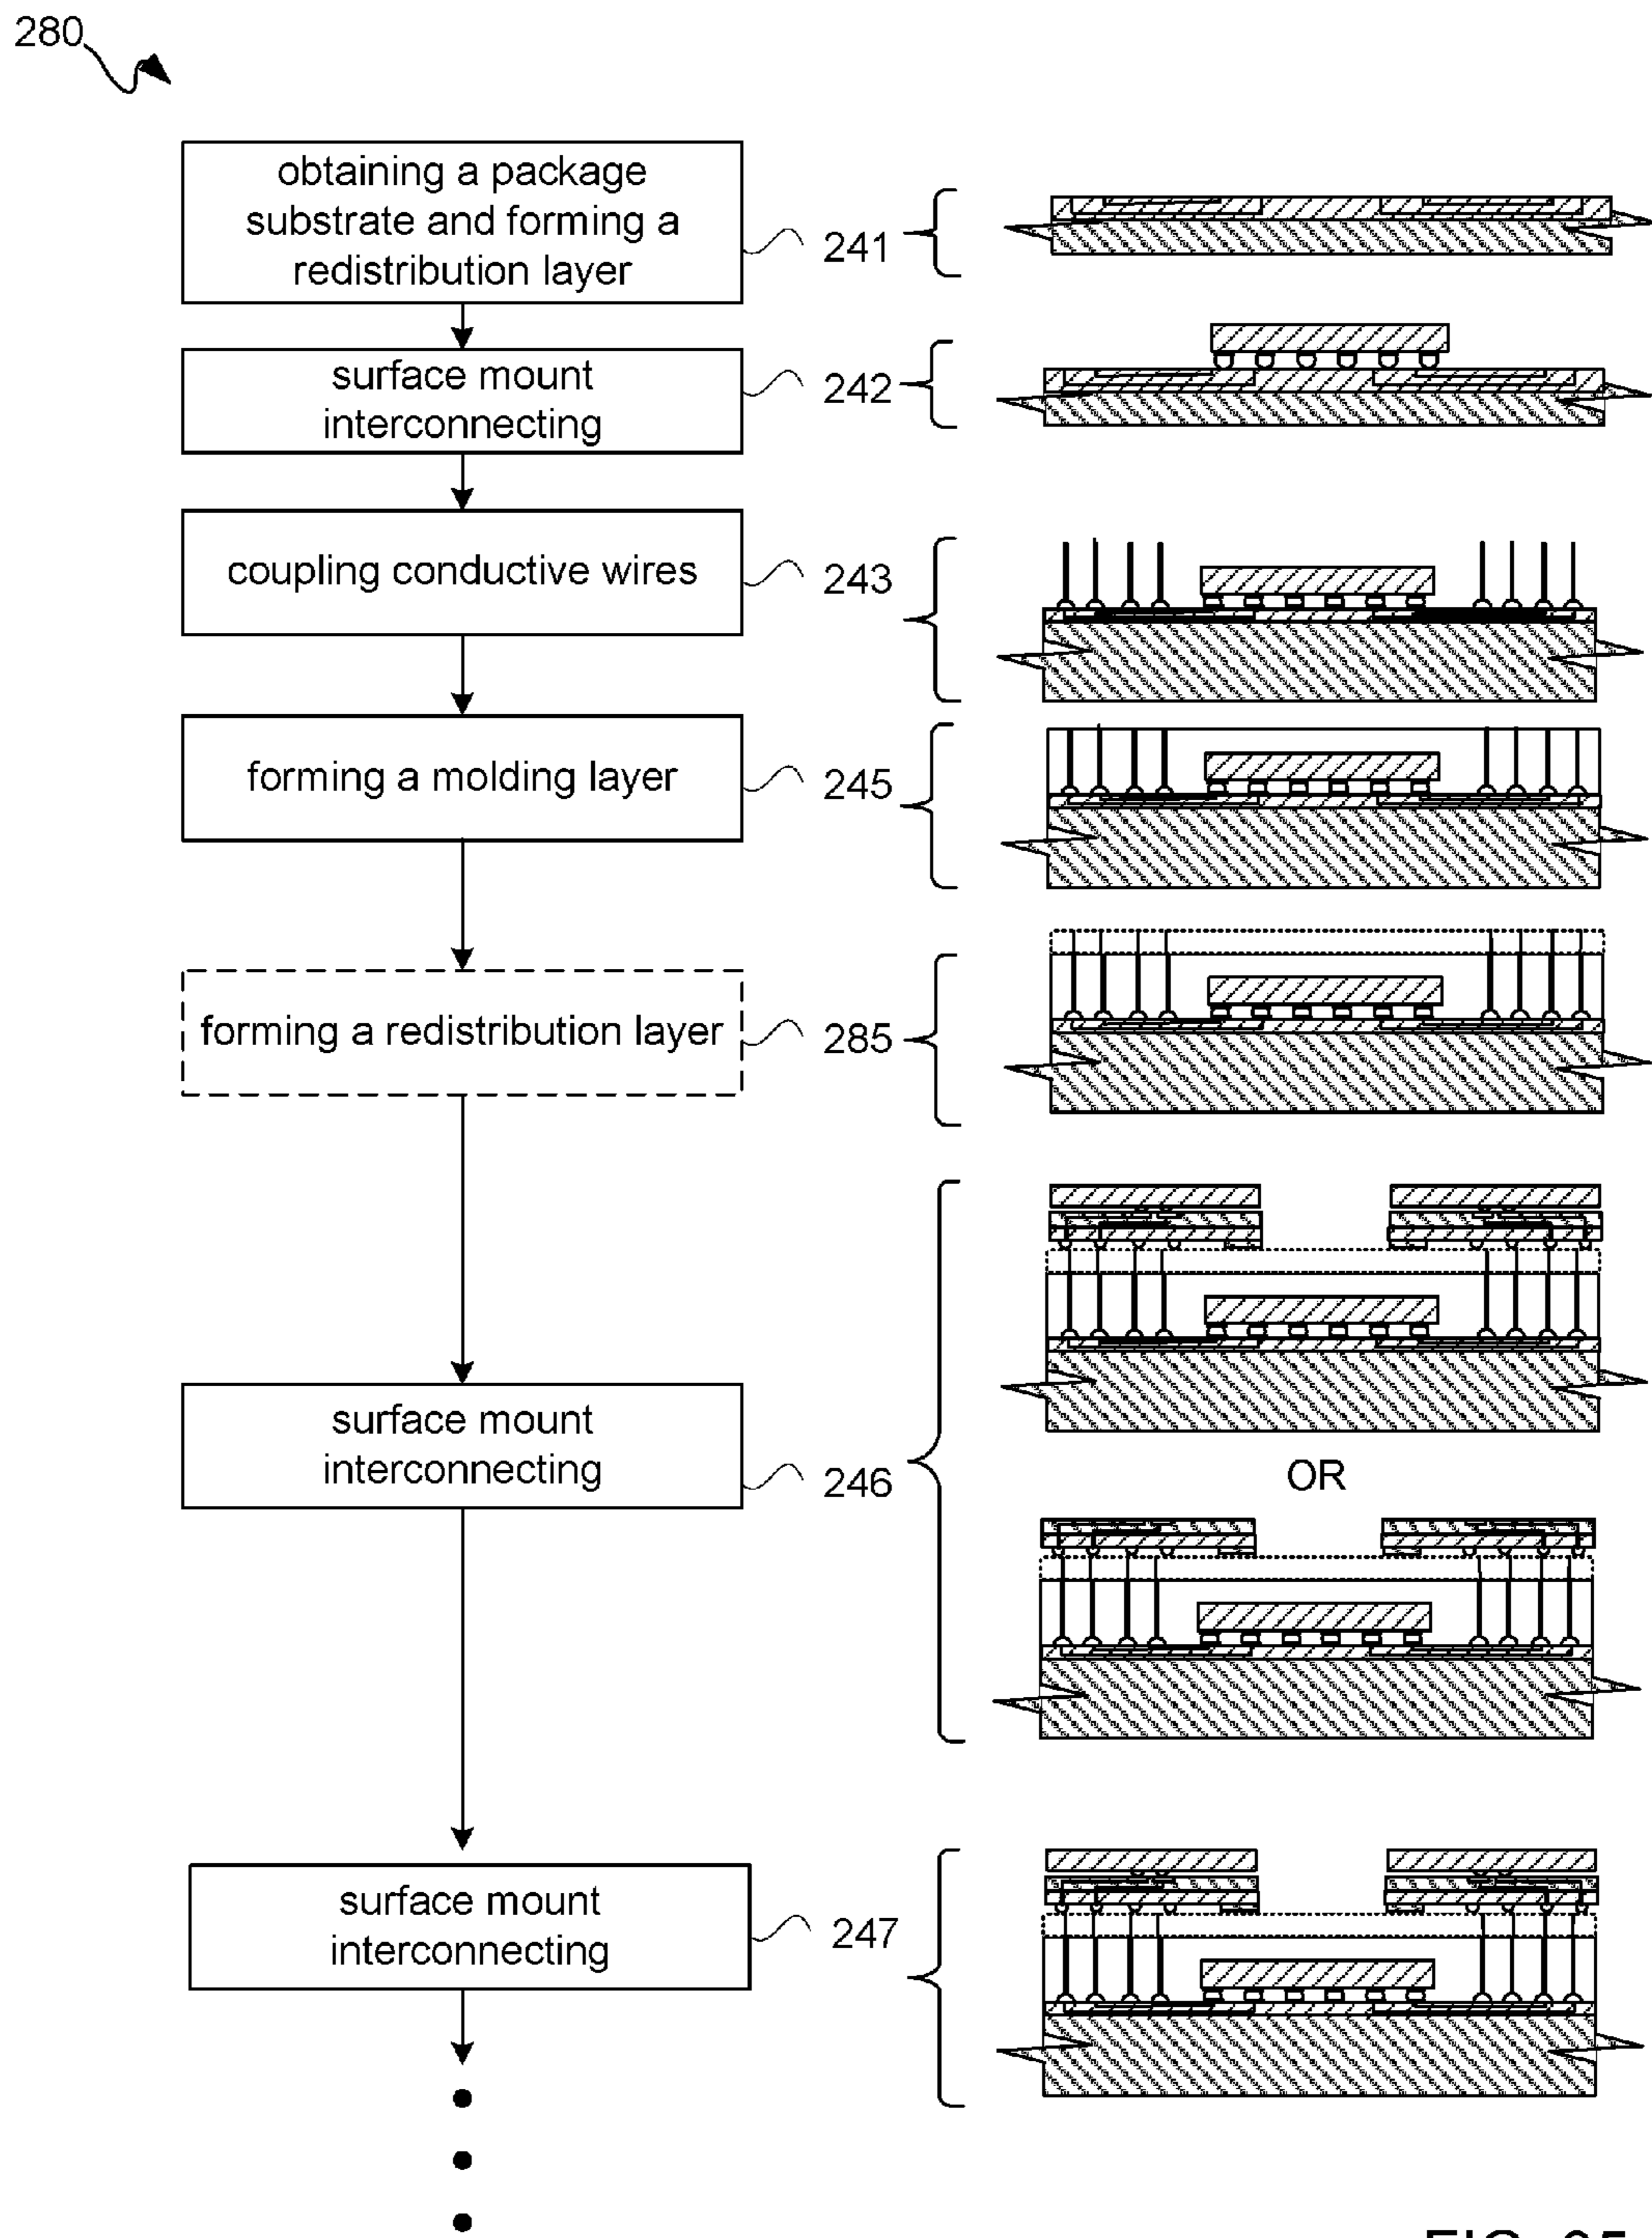 280
obtaining a package
substrate and forming a
redistribution layer
241
surface mount
interconnecting
242
coupling conductive wires
243
forming a molding layer
245
forming a redistribution layer
285
surface mount
interconnecting
246
OR
surface mount
interconnecting
247